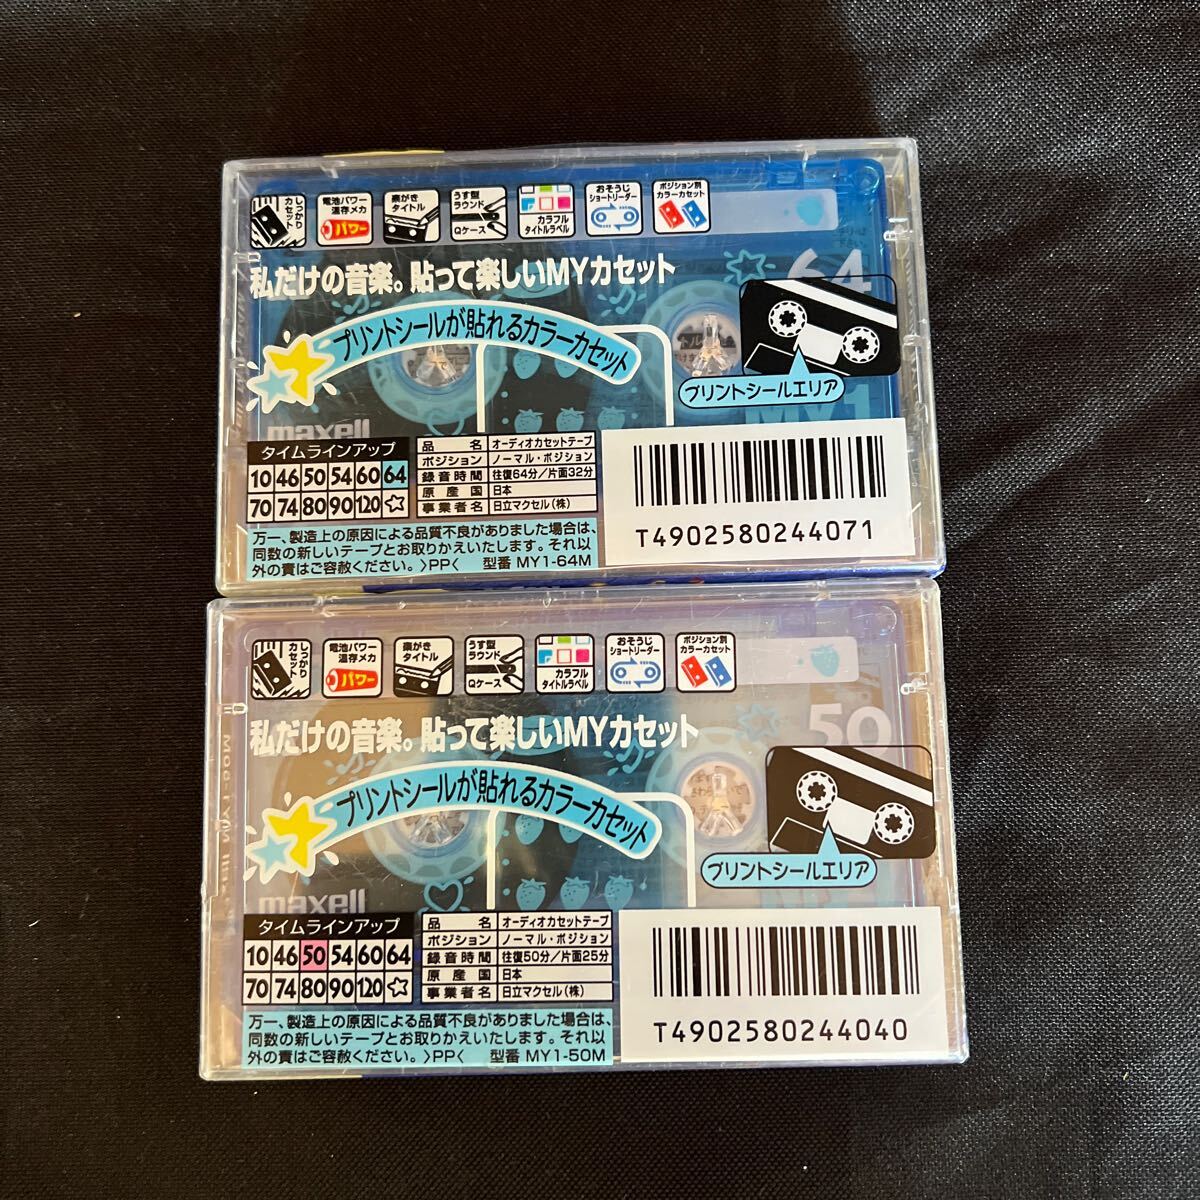 しっかり
カセット
電池パワー
温存メカ
パワー
楽がき
タイトル
うす型
ラウンド
Qケース
カラフル
タイトルラベル
おそうじ
ショートリーダー
ポジション別
カラーカセット
私だけの音楽。貼って楽しいMYカセット
64
プリントシールが貼れるカラーカセット
プリントシールエリア
MY1
maxell
タイムラインアップ
10 46 50 54 60 64
70 74 80 90 120 ☆
品名 オーディオカセットテープ
ポジション ノーマル・ポジション
録音時間 往復64分/片面32分
原産国 日本
事業者名 日立マクセル(株)
万一、製造上の原因による品質不良がありました場合は、
同数の新しいテープとお取りかえいたします。それ以
外の責はご容赦ください。>PP< 型番 MY1-64M
T4902580244071
しっかり
カセット
電池パワー
温存メカ
パワー
楽がき
タイトル
うす型
ラウンド
Qケース
カラフル
タイトルラベル
おそうじ
ショートリーダー
ポジション別
カラーカセット
私だけの音楽。貼って楽しいMYカセット
50
プリントシールが貼れるカラーカセット
プリントシールエリア
maxell
タイムラインアップ
10 46 50 54 60 64
70 74 80 90 120 ☆
品名 オーディオカセットテープ
ポジション ノーマル・ポジション
録音時間 往復50分/片面25分
原産国 日本
事業者名 日立マクセル(株)
万一、製造上の原因による品質不良がありました場合は、
同数の新しいテープとお取りかえいたします。それ以
外の責はご容赦ください。>PP< 型番 MY1-50M
T4902580244040